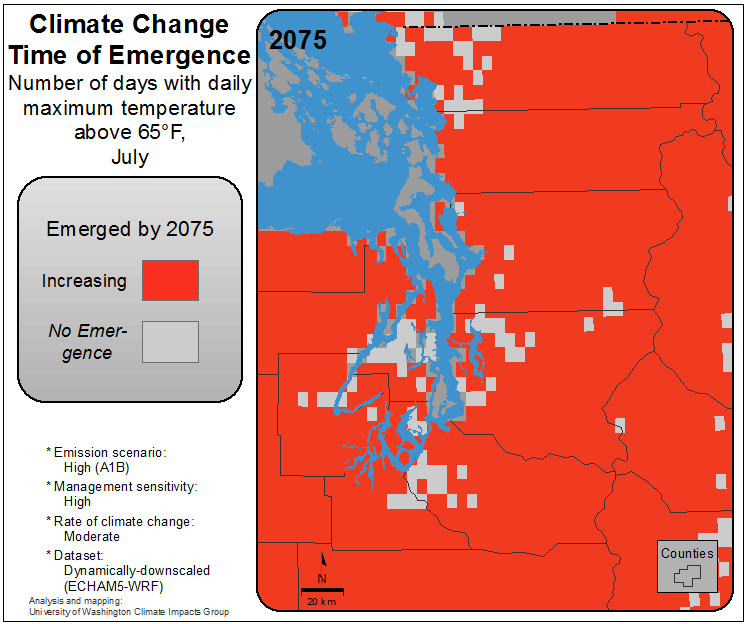 Climate Change
Time of Emergence
Number of days with daily
maximum temperature
above 65°F,
July
Emerged by 2075
Increasing
No Emer-
gence
* Emission scenario:
High (A1B)
* Management sensitivity:
High
* Rate of climate change:
Moderate
* Dataset:
Dynamically-downscaled
(ECHAM5-WRF)
Analysis and mapping:
University of Washington Climate Impacts Group
2075
N
20 km
Counties